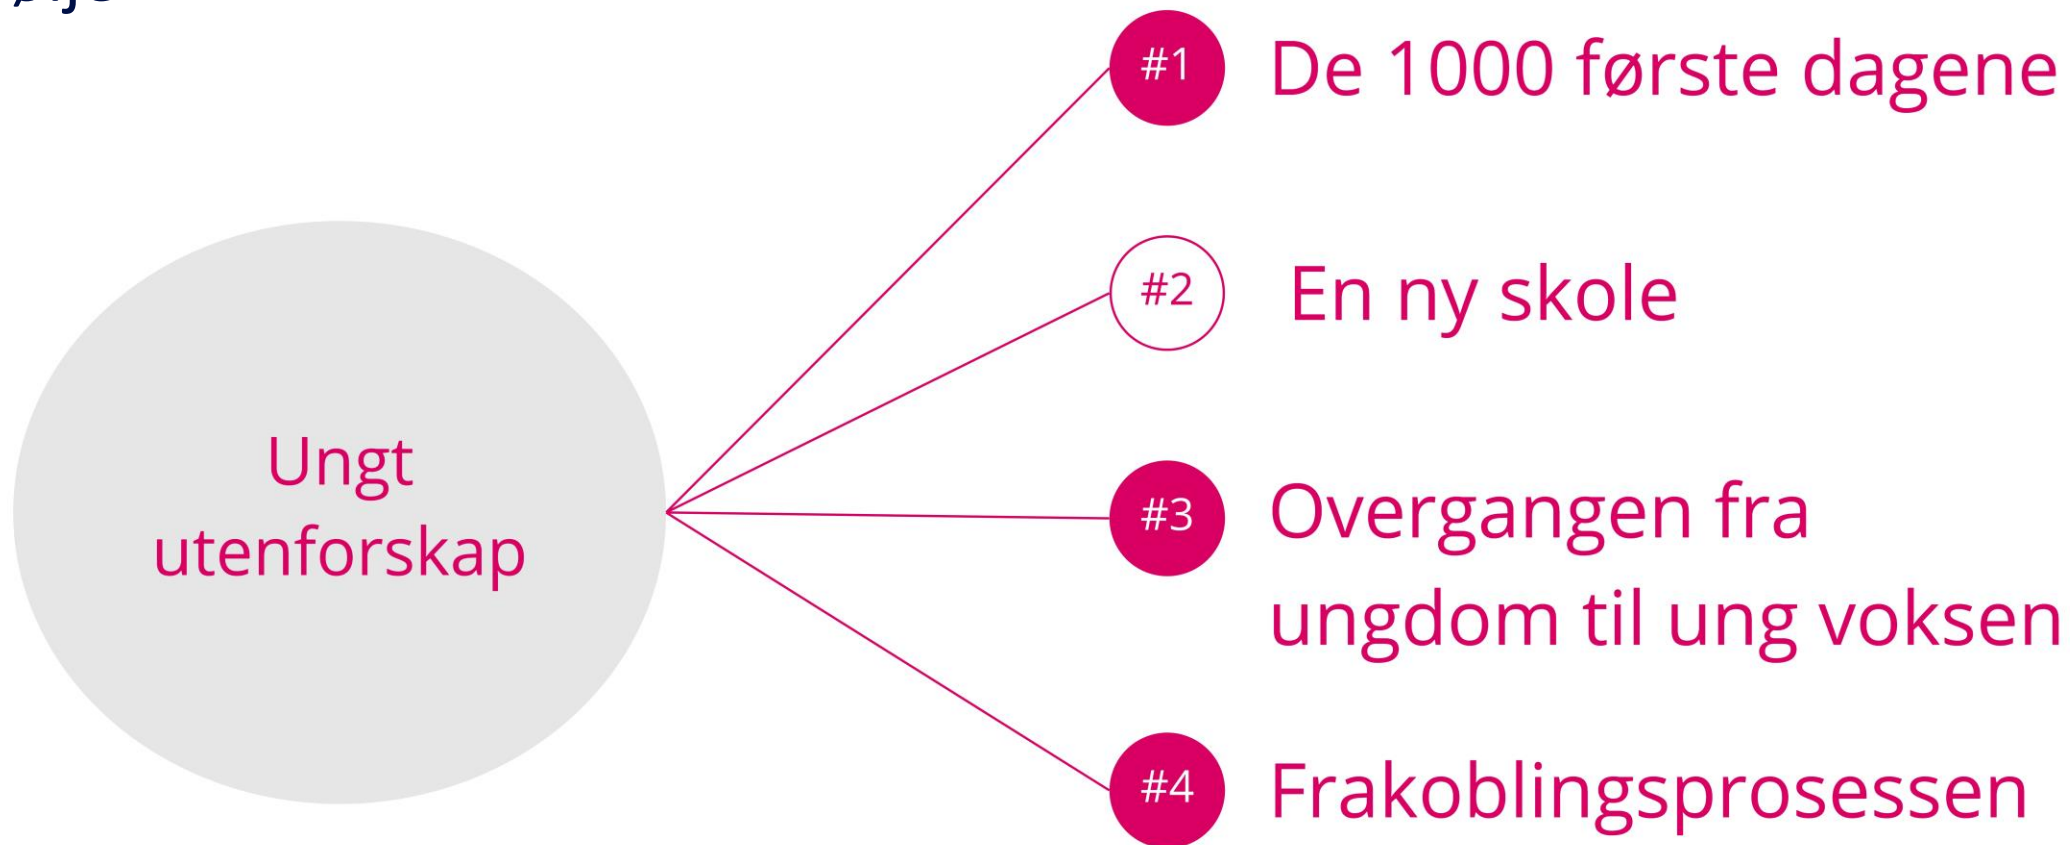 #1 De 1000 første dagene
#2 En ny skole
Ungt
utenforskap
#3 Overgangen fra
ungdom til ung voksen
#4 Frakoblingsprosessen